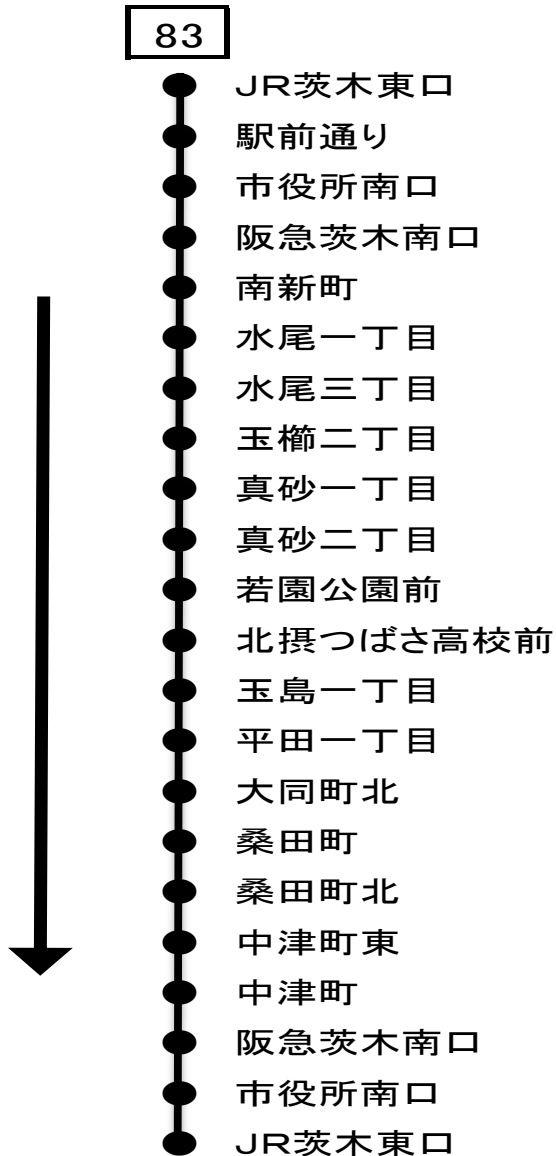 83
JR茨木東口
駅前通り
市役所南口
阪急茨木南口
南新町
水尾一丁目
水尾三丁目
玉櫛二丁目
真砂一丁目
真砂二丁目
若園公園前
北摂つばさ高校前
玉島一丁目
平田一丁目
大同町北
桑田町
桑田町北
中津町東
中津町
阪急茨木南口
市役所南口
JR茨木東口